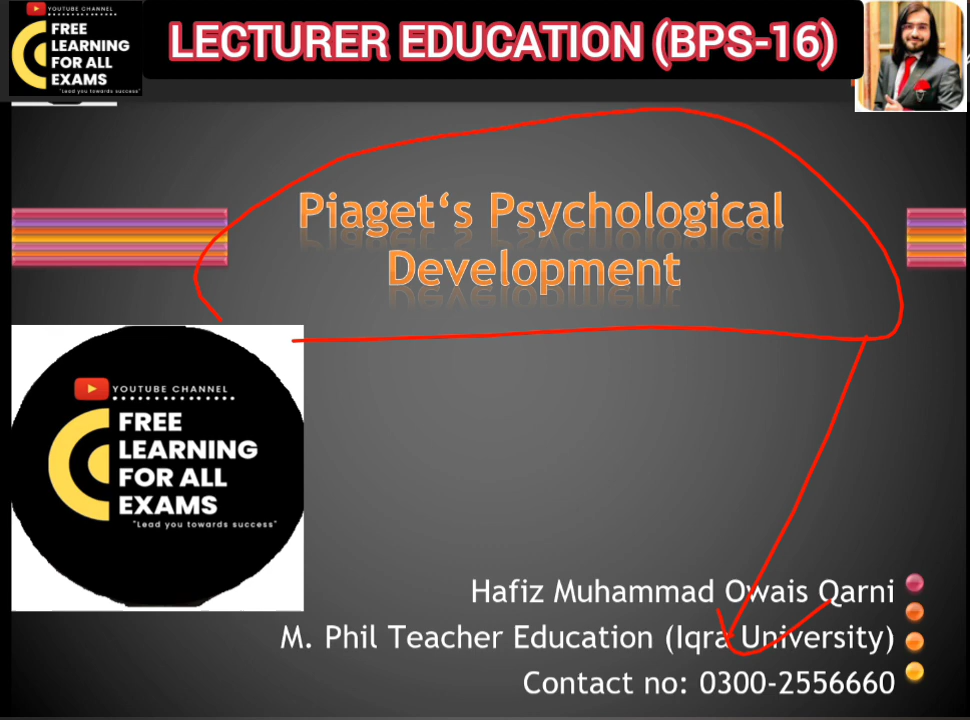 YOUTUBE CHANNEL
FREE
LEARNING
FOR ALL
EXAMS
"Lead you towards success"
LECTURER EDUCATION (BPS-16)
Piaget‘s Psychological
Development
YOUTUBE CHANNEL
FREE
LEARNING
FOR ALL
EXAMS
"Lead you towards success"
Hafiz Muhammad Owais Qarni
M. Phil Teacher Education (Iqra University)
Contact no: 0300-2556660